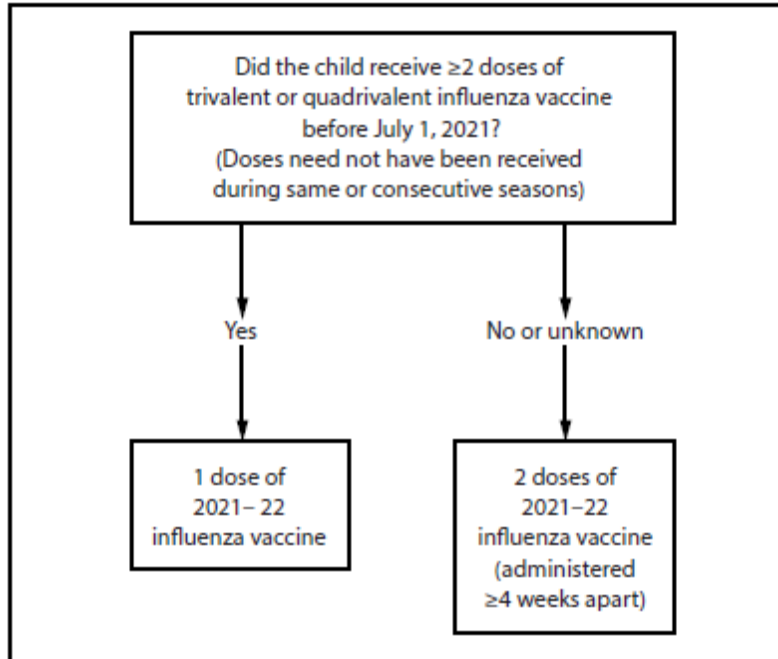 Did the child receive ≥2 doses of
trivalent or quadrivalent influenza vaccine
before July 1, 2021?
(Doses need not have been received
during same or consecutive seasons)
Yes
No or unknown
1 dose of
2021– 22
influenza vaccine
2 doses of
2021–22
influenza vaccine
(administered
≥4 weeks apart)